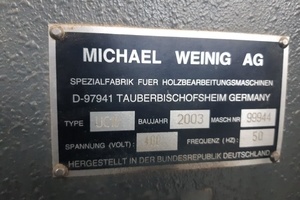 MICHAEL WEINIG AG
SPEZIALFABRIK FUER HOLZBEARBEITUNGSMASCHINEN
D-97941 TAUBERBISCHOFSHEIM GERMANY
TYPE BAUJAHR 2003 MASCH NR. 99944
SPANNUNG (VOLT): 400 FREQUENZ (HZ): 50
HERGESTELLT IN DER BUNDESREPUBLIK DEUTSCHLAND